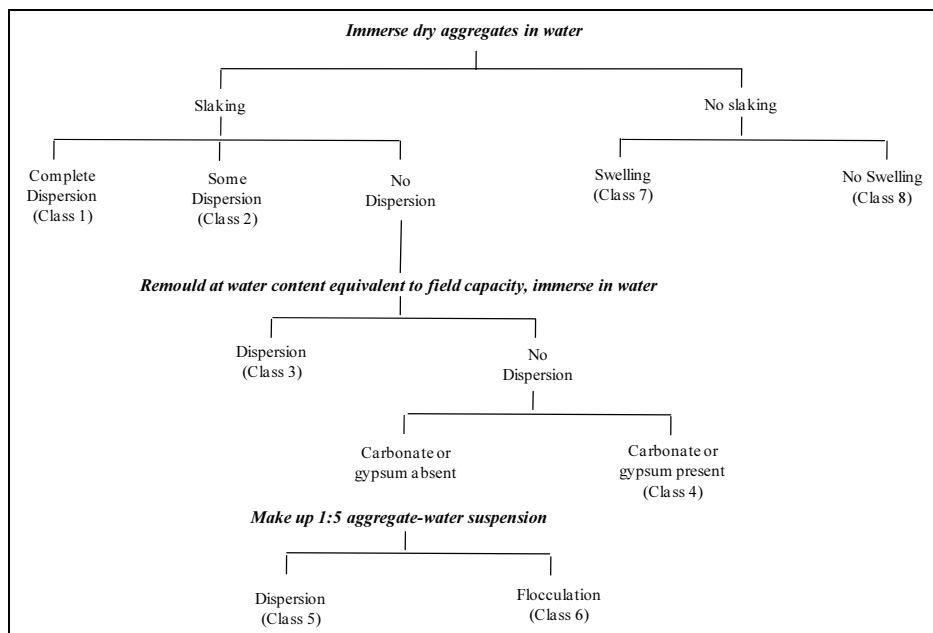 Immerse dry aggregates in water
Slaking
No slaking
Complete
Dispersion
(Class 1)
Some
Dispersion
(Class 2)
No
Dispersion
Swelling
(Class 7)
No Swelling
(Class 8)
Remould at water content equivalent to field capacity, immerse in water
Dispersion
(Class 3)
No
Dispersion
Carbonate or
gypsum absent
Carbonate or
gypsum present
(Class 4)
Make up 1:5 aggregate-water suspension
Dispersion
(Class 5)
Flocculation
(Class 6)